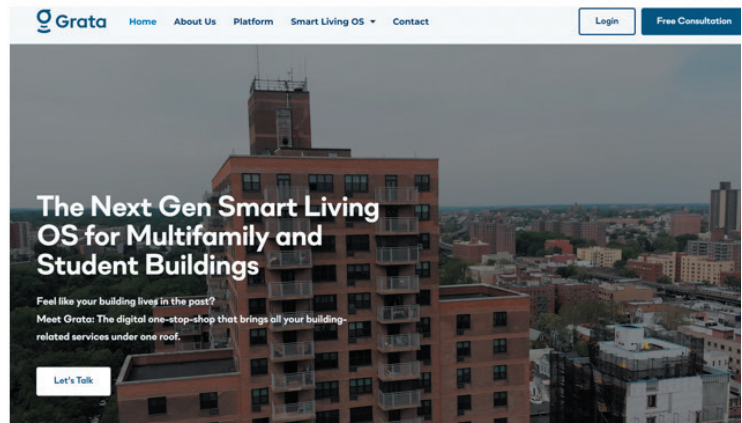 Grata Home About Us Platform Smart Living OS Contact Login Free Consultation
The Next Gen Smart Living
OS for Multifamily and
Student Buildings
Feel like your building lives in the past?
Meet Grata: The digital one-stop-shop that brings all your building-
related services under one roof.
Let's Talk